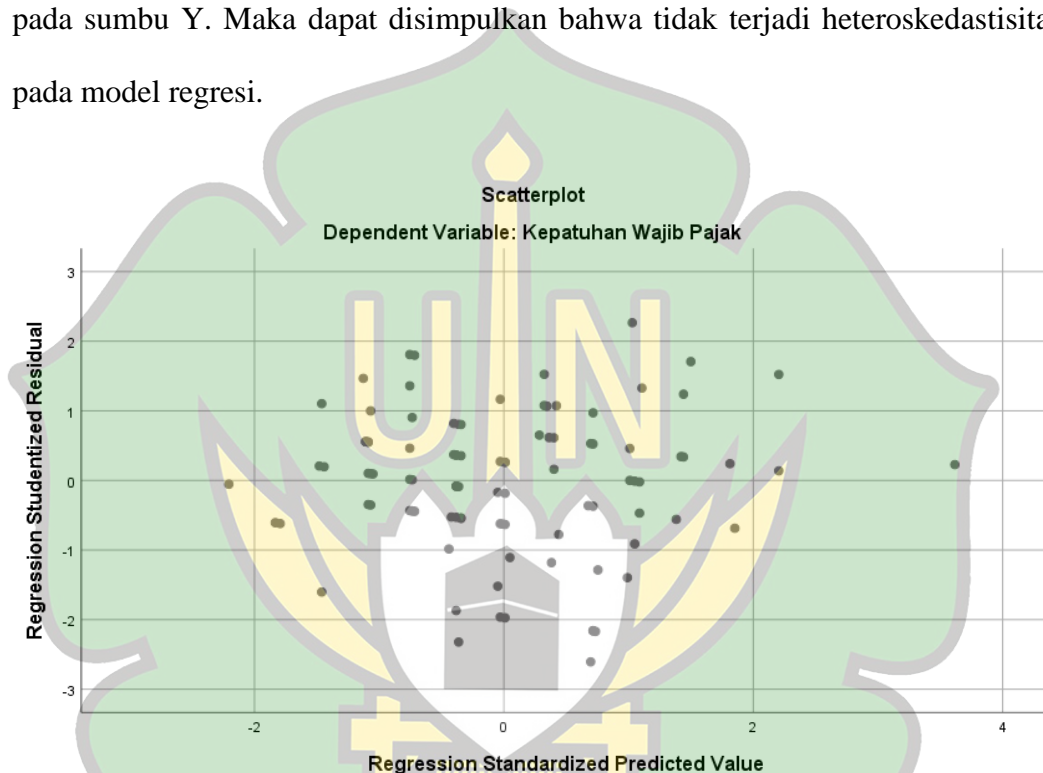 pada sumbu Y. Maka dapat disimpulkan bahwa tidak terjadi heteroskedastisita
pada model regresi.
Scatterplot
Dependent Variable: Kepatuhan Wajib Pajak
U N
Regression Studentized Residual
3
2
1
0
-1
-2
-3
-2 0 2 4
Regression Standardized Predicted Value